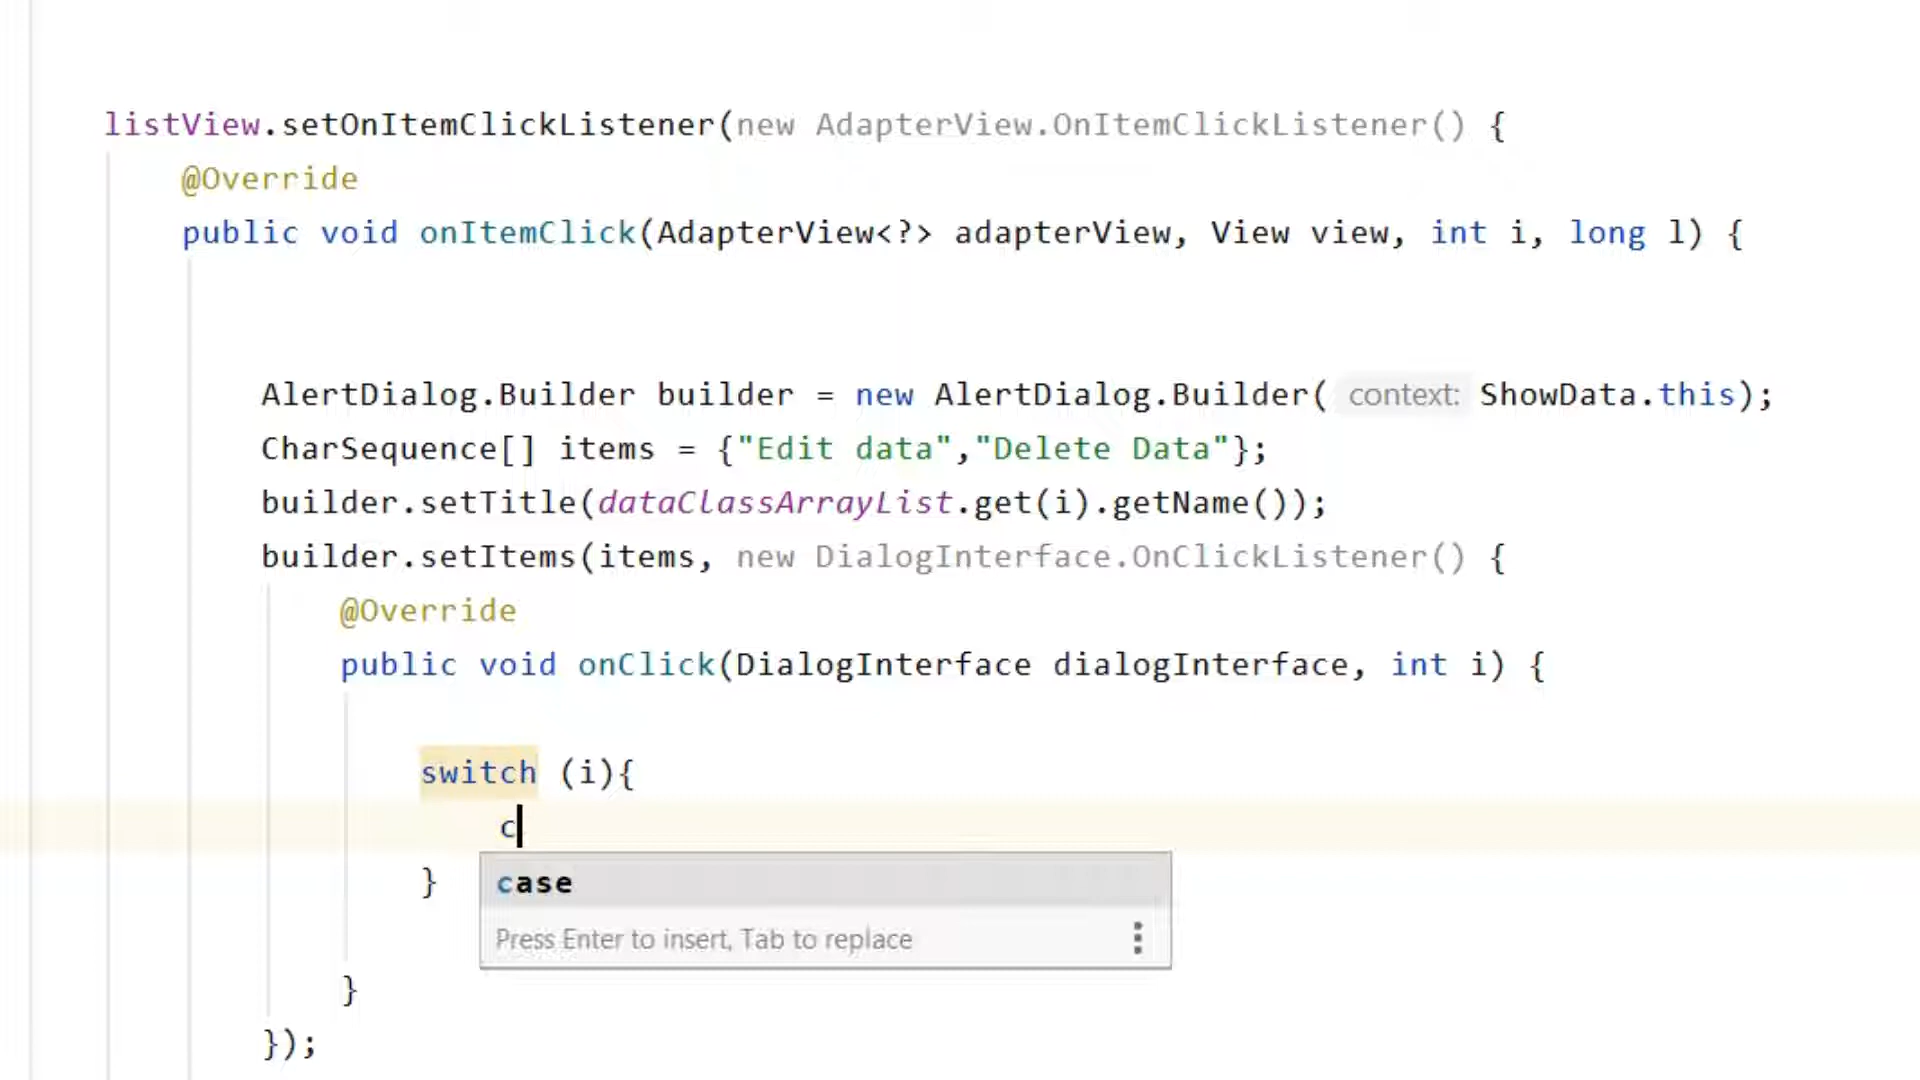 listView.setOnItemClickListener(new AdapterView.OnItemClickListener() {
@Override
public void onItemClick(AdapterView<?> adapterView, View view, int i, long l) {
AlertDialog.Builder builder = new AlertDialog.Builder( context: ShowData.this);
CharSequence[] items = {"Edit data","Delete Data"};
builder.setTitle(dataClassArrayList.get(i).getName());
builder.setItems(items, new DialogInterface.OnClickListener() {
@Override
public void onClick(DialogInterface dialogInterface, int i) {
switch (i){
c
case
}
Press Enter to insert, Tab to replace
}
});